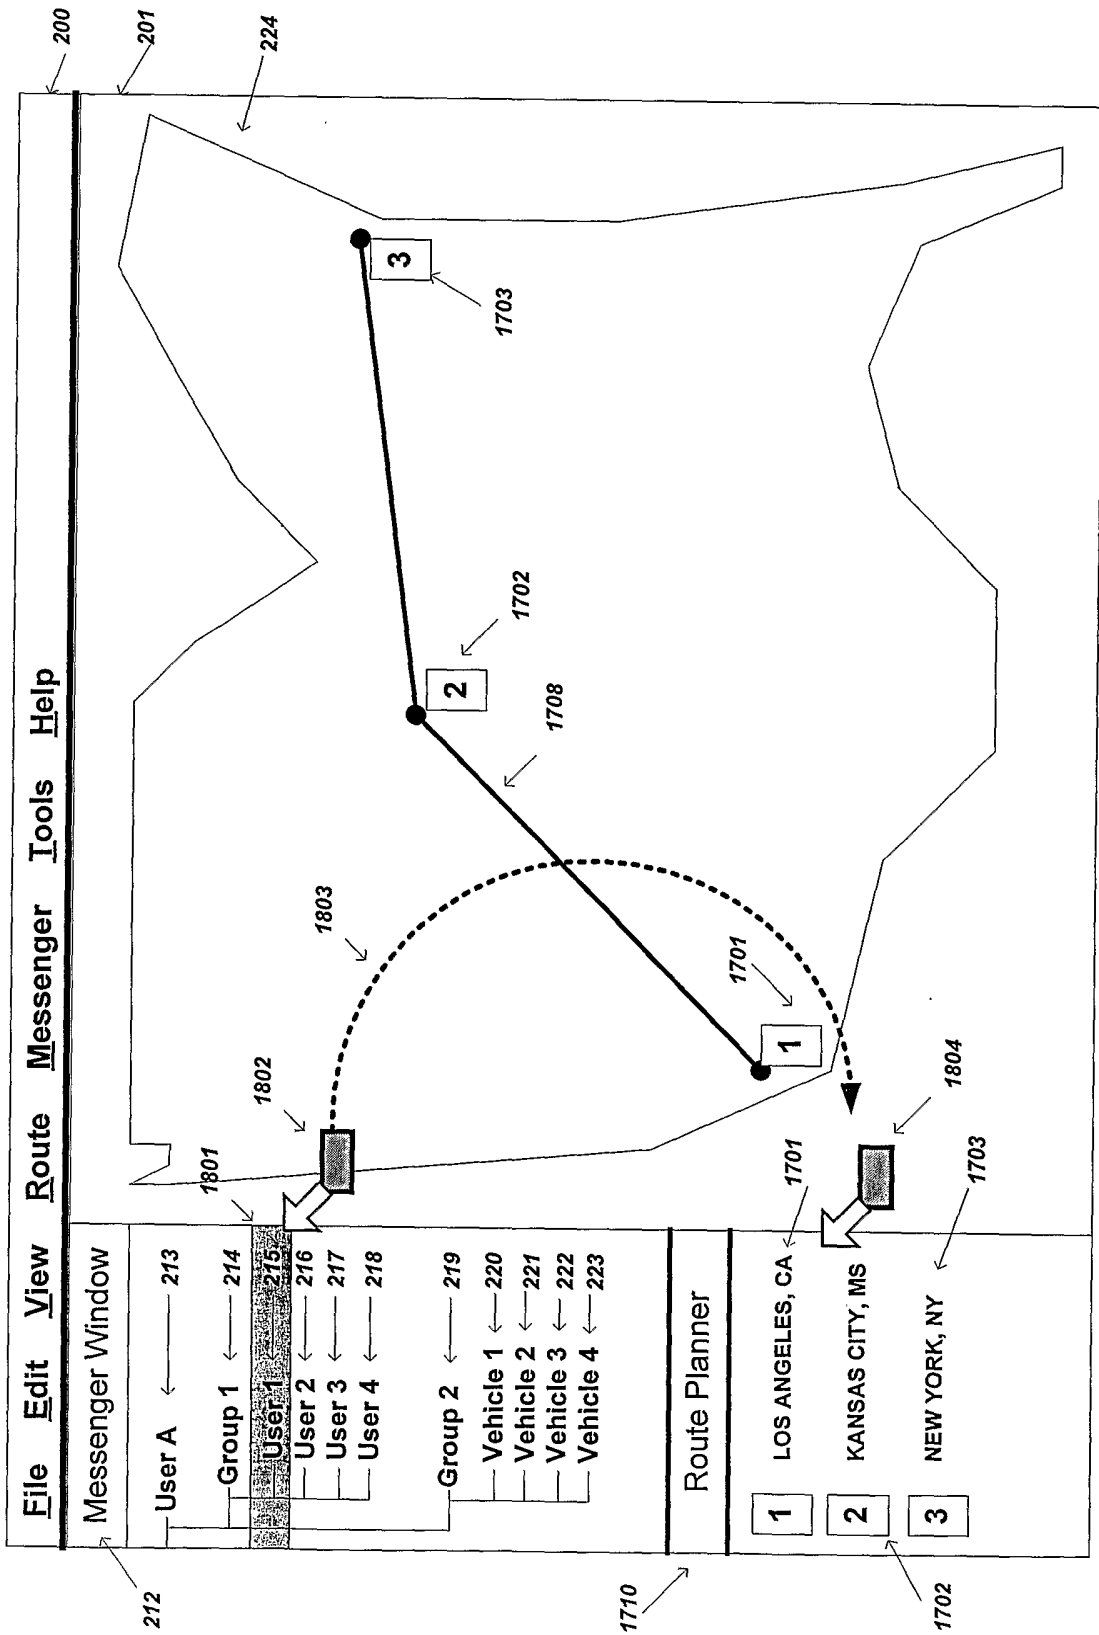 File Edit View Route Messenger Tools Help
200
201
224
Messenger Window
212
User A 213
Group 1 214
User 1 215
User 2 216
User 3 217
User 4 218
Group 2 219
Vehicle 1 220
Vehicle 2 221
Vehicle 3 222
Vehicle 4 223
1801
1802
1803
3
1703
2
1702
1708
1
1701
Route Planner
1710
1 LOS ANGELES, CA 1701
2 KANSAS CITY, MS
1702
3 NEW YORK, NY 1703
1804